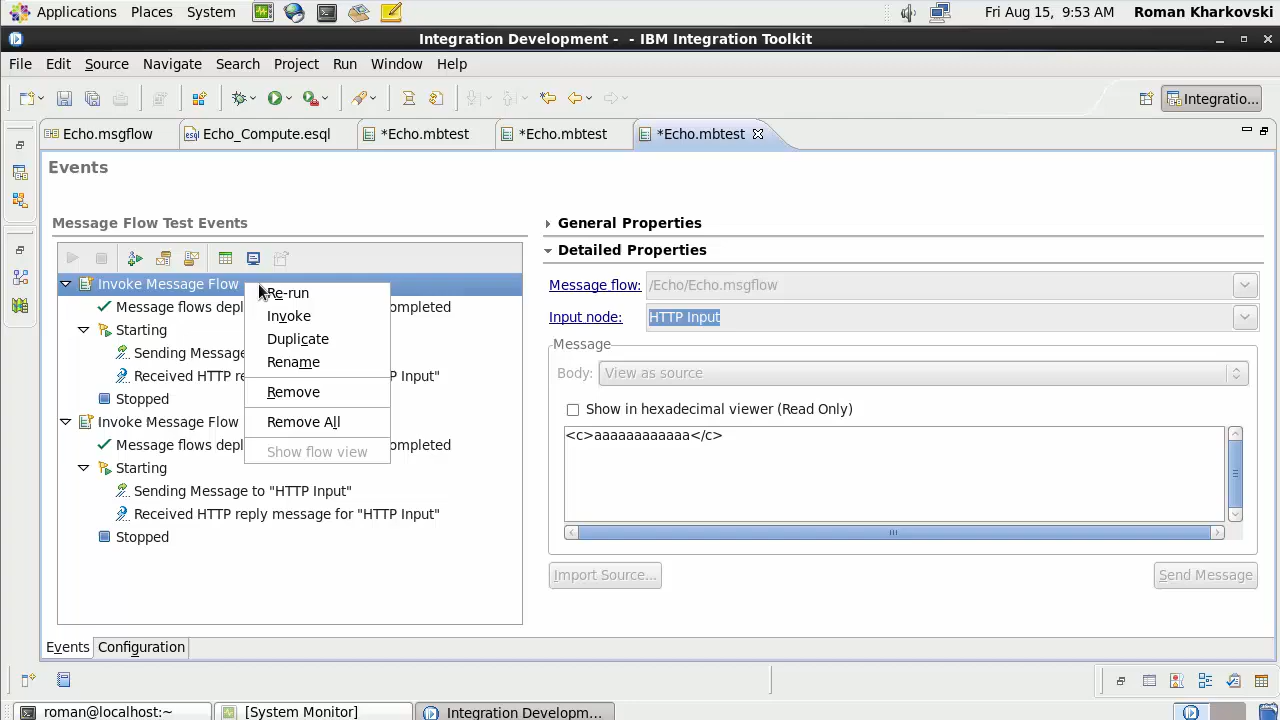 Applications Places System Fri Aug 15, 9:53 AM Roman Kharkovski
Integration Development - - IBM Integration Toolkit
File Edit Source Navigate Search Project Run Window Help
Integratio...
Echo.msgflow Echo_Compute.esql *Echo.mbtest *Echo.mbtest *Echo.mbtest
Events
Message Flow Test Events
Invoke Message Flow
Message flows depl ompleted
Starting
Sending Message
Received HTTP re P Input"
Stopped
Invoke Message Flow
Message flows depl ompleted
Starting
Sending Message to "HTTP Input"
Received HTTP reply message for "HTTP Input"
Stopped
Re-run
Invoke
Duplicate
Rename
Remove
Remove All
Show flow view
General Properties
Detailed Properties
Message flow: /Echo/Echo.msgflow
Input node: HTTP Input
Message
Body: View as source
Show in hexadecimal viewer (Read Only)
<c>aaaaaaaaaaaa</c>
Import Source... Send Message
Events Configuration
roman@localhost:~ [System Monitor] Integration Developm...